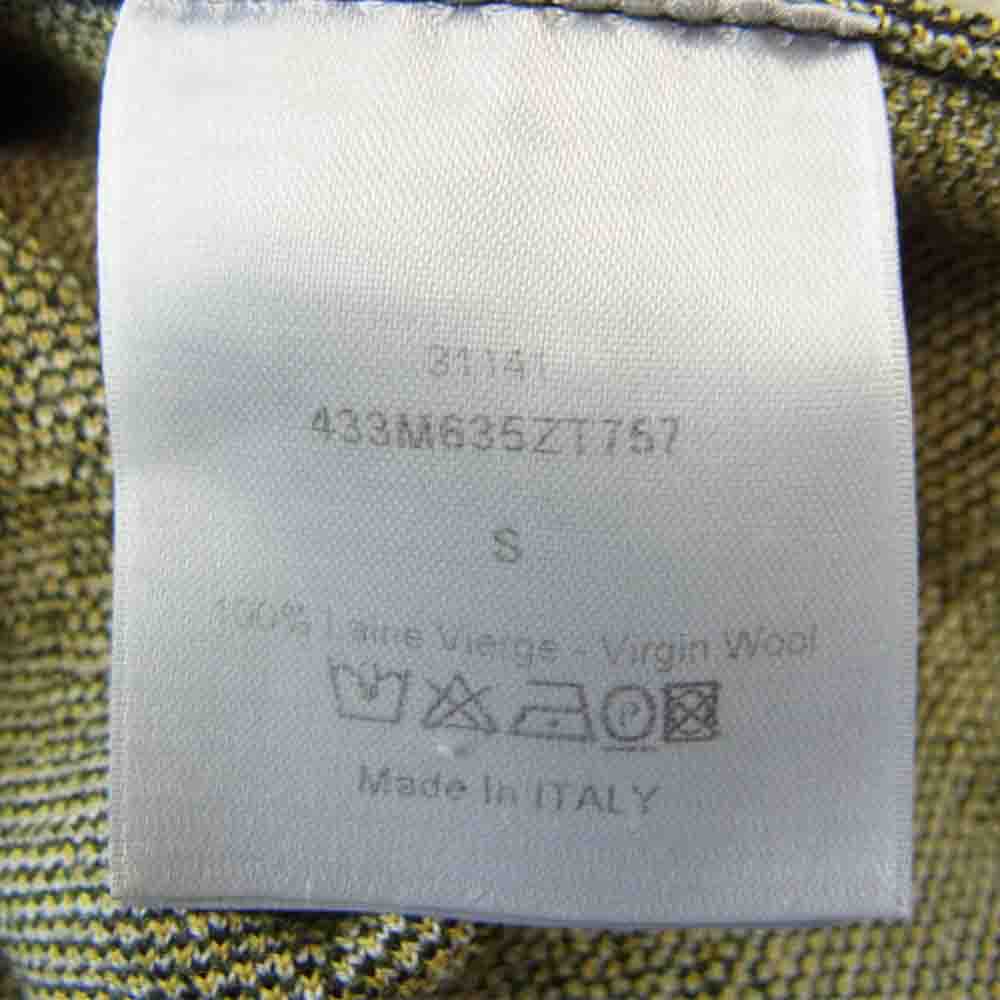 31141
433M635ZT757
S
100% Laine Vierge - Virgin Wool
P
Made In ITALY